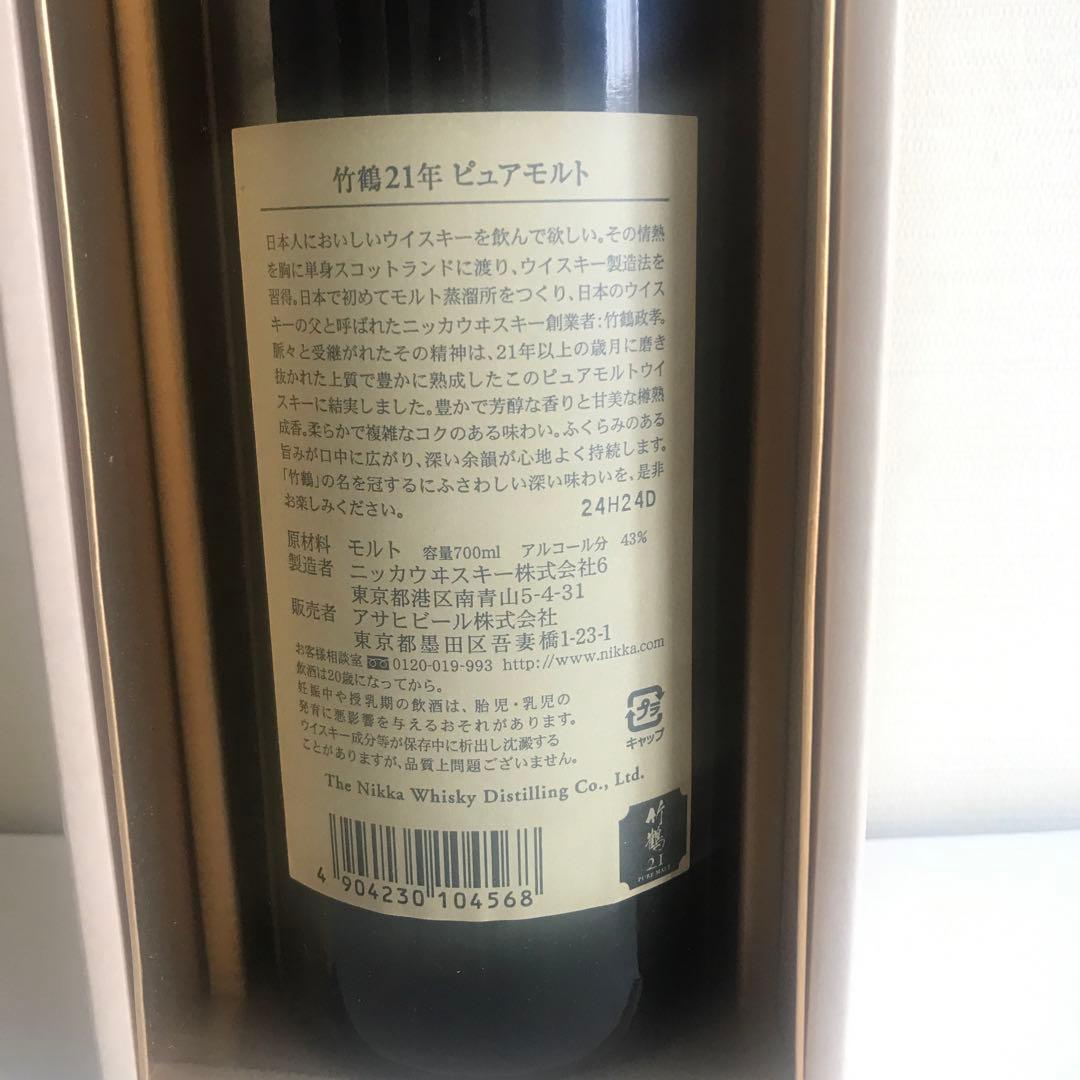 竹鶴21年 ピュアモルト
日本人においしいウイスキーを飲んで欲しい。その情熱
を胸に単身スコットランドに渡り、ウイスキー製造法を
習得。日本で初めてモルト蒸溜所をつくり、日本のウイス
キーの父と呼ばれたニッカウヰスキー創業者:竹鶴政孝。
脈々と受継がれたその精神は、21年以上の歳月に磨き
抜かれた上質で豊かに熟成したこのピュアモルトウイ
スキーに結実しました。豊かで芳醇な香りと甘美な樽熟
成香。柔らかで複雑なコクのある味わい。ふくらみのある
旨みが口中に広がり、深い余韻が心地よく持続します。
「竹鶴」の名を冠するにふさわしい深い味わいを、是非
お楽しみください。
24H24D
原材料 モルト 容量700ml アルコール分 43%
製造者 ニッカウヰスキー株式会社6
東京都港区南青山5-4-31
販売者 アサヒビール株式会社
東京都墨田区吾妻橋1-23-1
お客様相談室 0120-019-993 http://www.nikka.com
飲酒は20歳になってから。
妊娠中や授乳期の飲酒は、胎児・乳児の
発育に悪影響を与えるおそれがあります。
ウイスキー成分等が保存中に析出し沈澱する
ことがありますが、品質上問題ございません。
プラ
キャップ
The Nikka Whisky Distilling Co., Ltd.
4 904230 104568
竹鶴
21
PURE MALT